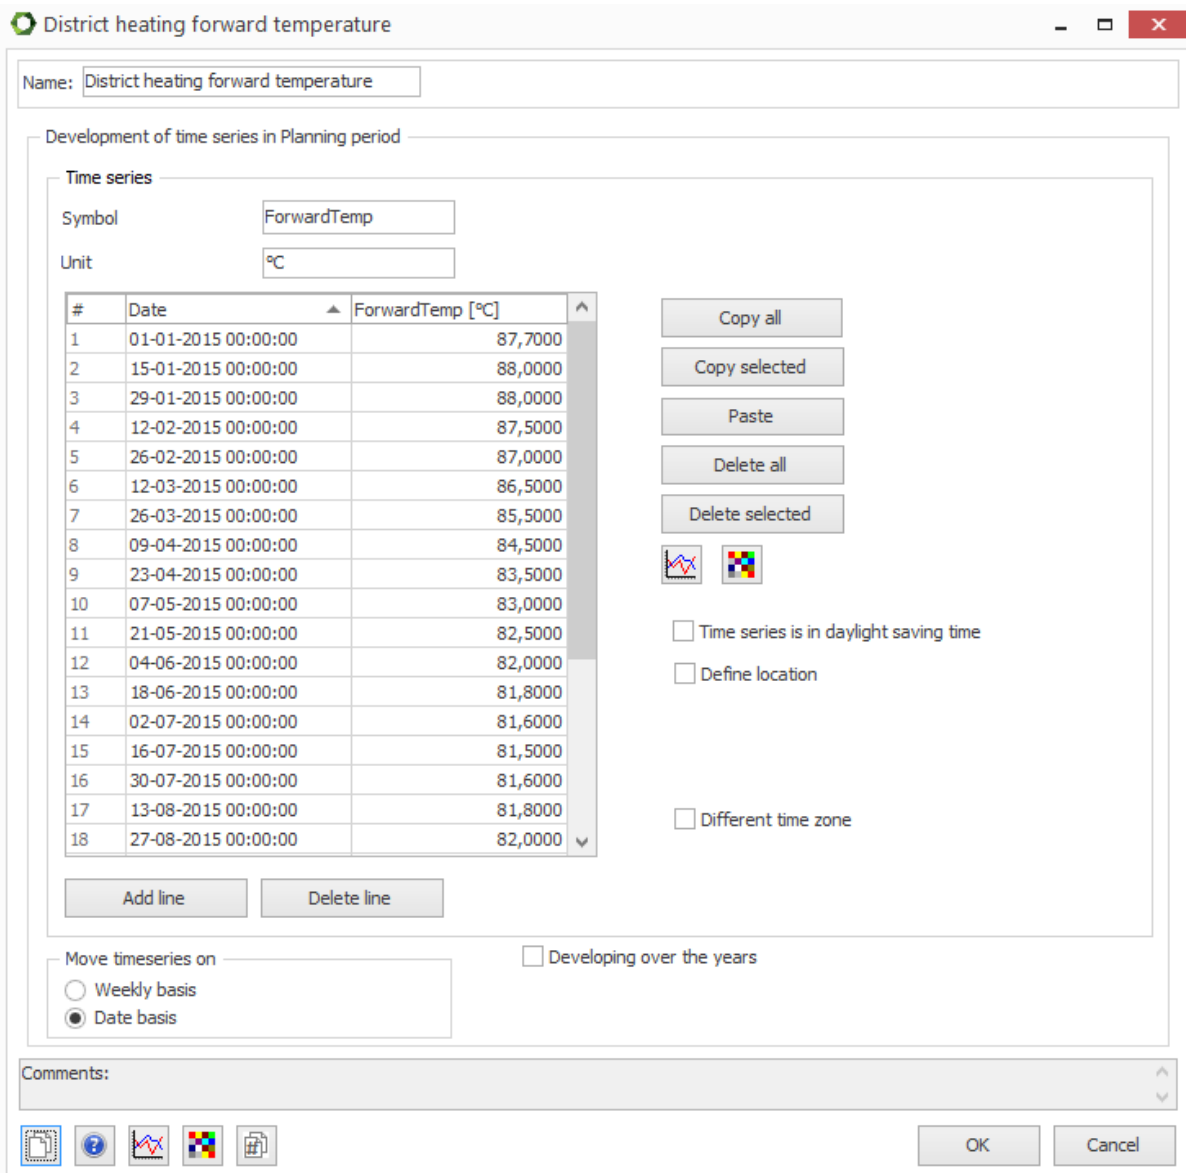 District heating forward temperature
Name: District heating forward temperature
Development of time series in Planning period
Time series
Symbol ForwardTemp
Unit ºC
# Date ForwardTemp [ºC]
1 01-01-2015 00:00:00 87,7000
2 15-01-2015 00:00:00 88,0000
3 29-01-2015 00:00:00 88,0000
4 12-02-2015 00:00:00 87,5000
5 26-02-2015 00:00:00 87,0000
6 12-03-2015 00:00:00 86,5000
7 26-03-2015 00:00:00 85,5000
8 09-04-2015 00:00:00 84,5000
9 23-04-2015 00:00:00 83,5000
10 07-05-2015 00:00:00 83,0000
11 21-05-2015 00:00:00 82,5000
12 04-06-2015 00:00:00 82,0000
13 18-06-2015 00:00:00 81,8000
14 02-07-2015 00:00:00 81,6000
15 16-07-2015 00:00:00 81,5000
16 30-07-2015 00:00:00 81,6000
17 13-08-2015 00:00:00 81,8000
18 27-08-2015 00:00:00 82,0000
Copy all
Copy selected
Paste
Delete all
Delete selected
Time series is in daylight saving time
Define location
Different time zone
Add line Delete line
Move timeseries on
Weekly basis
Date basis
Developing over the years
Comments:
OK Cancel